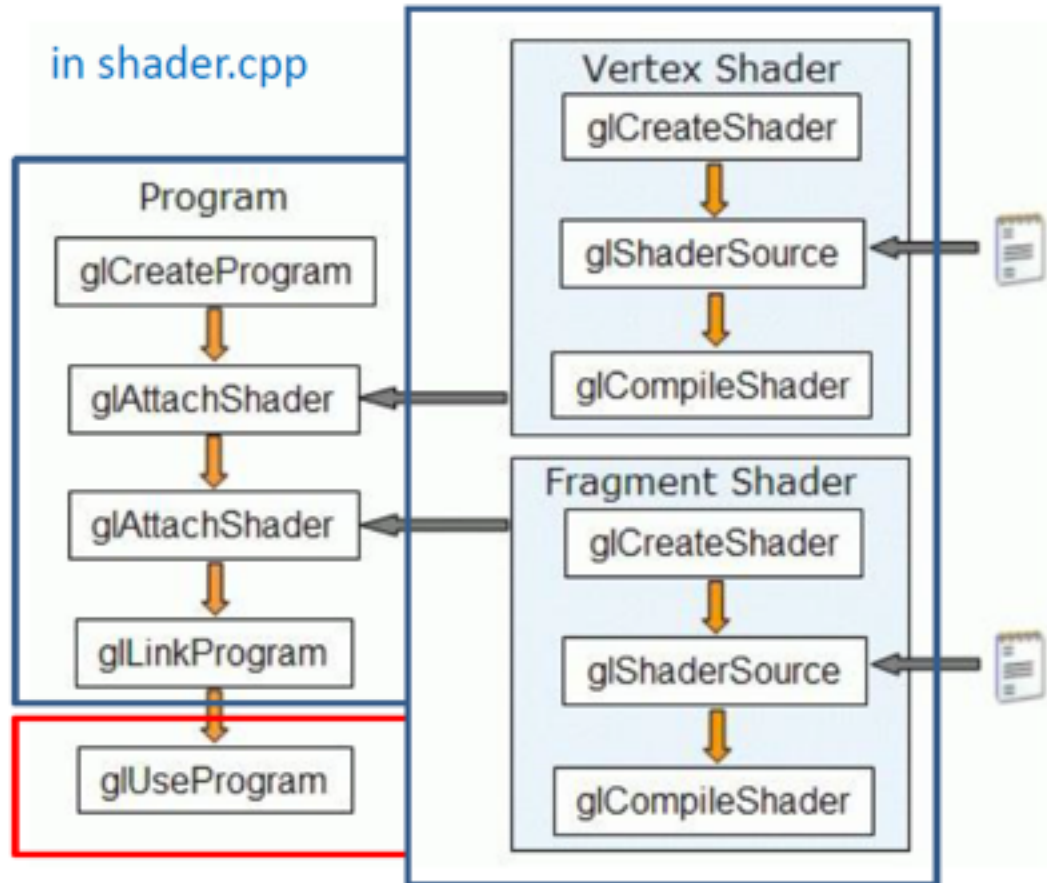 in shader.cpp
Program
glCreateProgram
glAttachShader
glAttachShader
glLinkProgram
glUseProgram
Vertex Shader
glCreateShader
glShaderSource
glCompileShader
Fragment Shader
glCreateShader
glShaderSource
glCompileShader